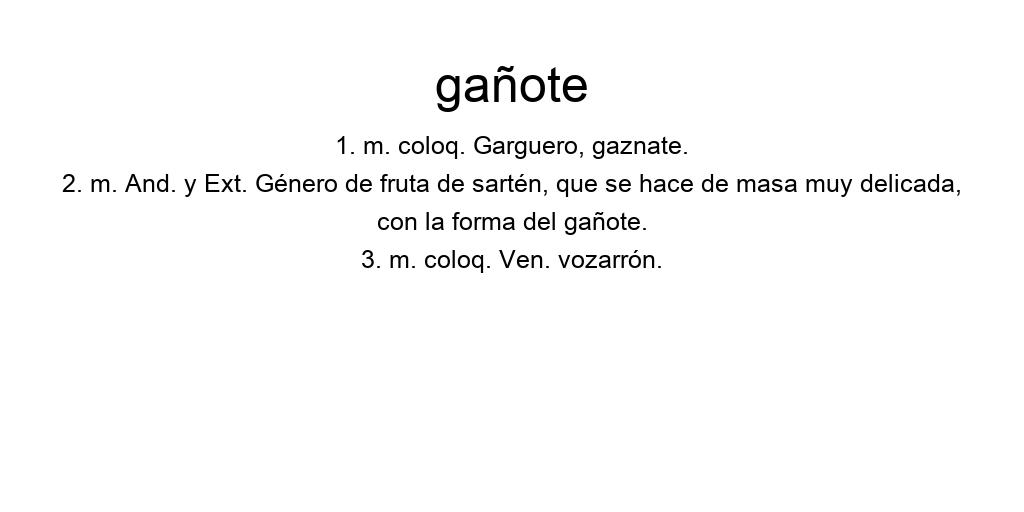 gañote
1. m. coloq. Garguero, gaznate.
2. m. And. y Ext. Género de fruta de sartén, que se hace de masa muy delicada,
con la forma del gañote.
3. m. coloq. Ven. vozarrón.